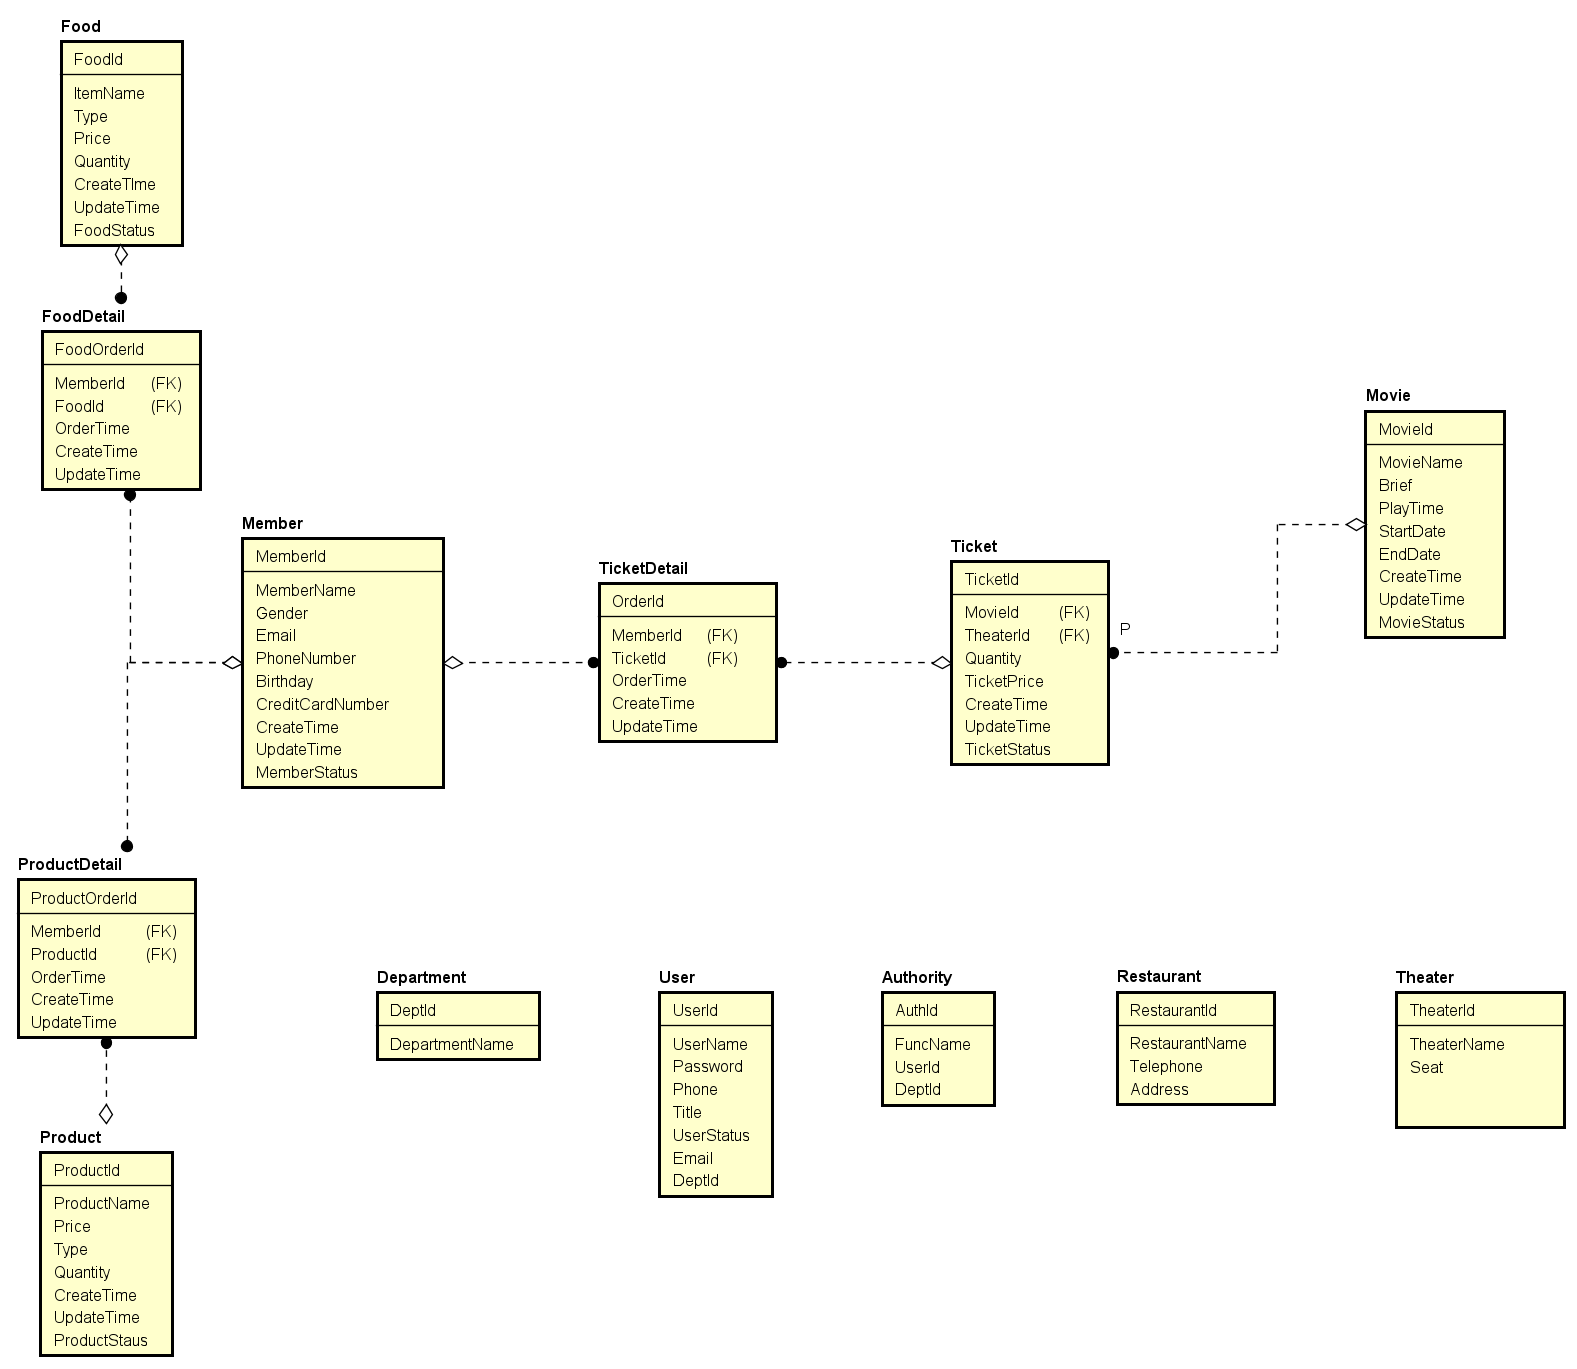 Food
FoodId
ItemName
Type
Price
Quantity
CreateTIme
UpdateTime
FoodStatus
FoodDetail
FoodOrderId
MemberId (FK)
FoodId (FK)
OrderTime
CreateTime
UpdateTime
Member
MemberId
MemberName
Gender
Email
PhoneNumber
Birthday
CreditCardNumber
CreateTime
UpdateTime
MemberStatus
TicketDetail
OrderId
MemberId (FK)
TicketId (FK)
OrderTime
CreateTime
UpdateTime
Ticket
TicketId
MovieId (FK)
TheaterId (FK)
Quantity
TicketPrice
CreateTime
UpdateTime
TicketStatus
P
Movie
MovieId
MovieName
Brief
PlayTime
StartDate
EndDate
CreateTime
UpdateTime
MovieStatus
ProductDetail
ProductOrderId
MemberId (FK)
ProductId (FK)
OrderTime
CreateTime
UpdateTime
Product
ProductId
ProductName
Price
Type
Quantity
CreateTime
UpdateTime
ProductStaus
Department
DeptId
DepartmentName
User
UserId
UserName
Password
Phone
Title
UserStatus
Email
DeptId
Authority
AuthId
FuncName
UserId
DeptId
Restaurant
RestaurantId
RestaurantName
Telephone
Address
Theater
TheaterId
TheaterName
Seat